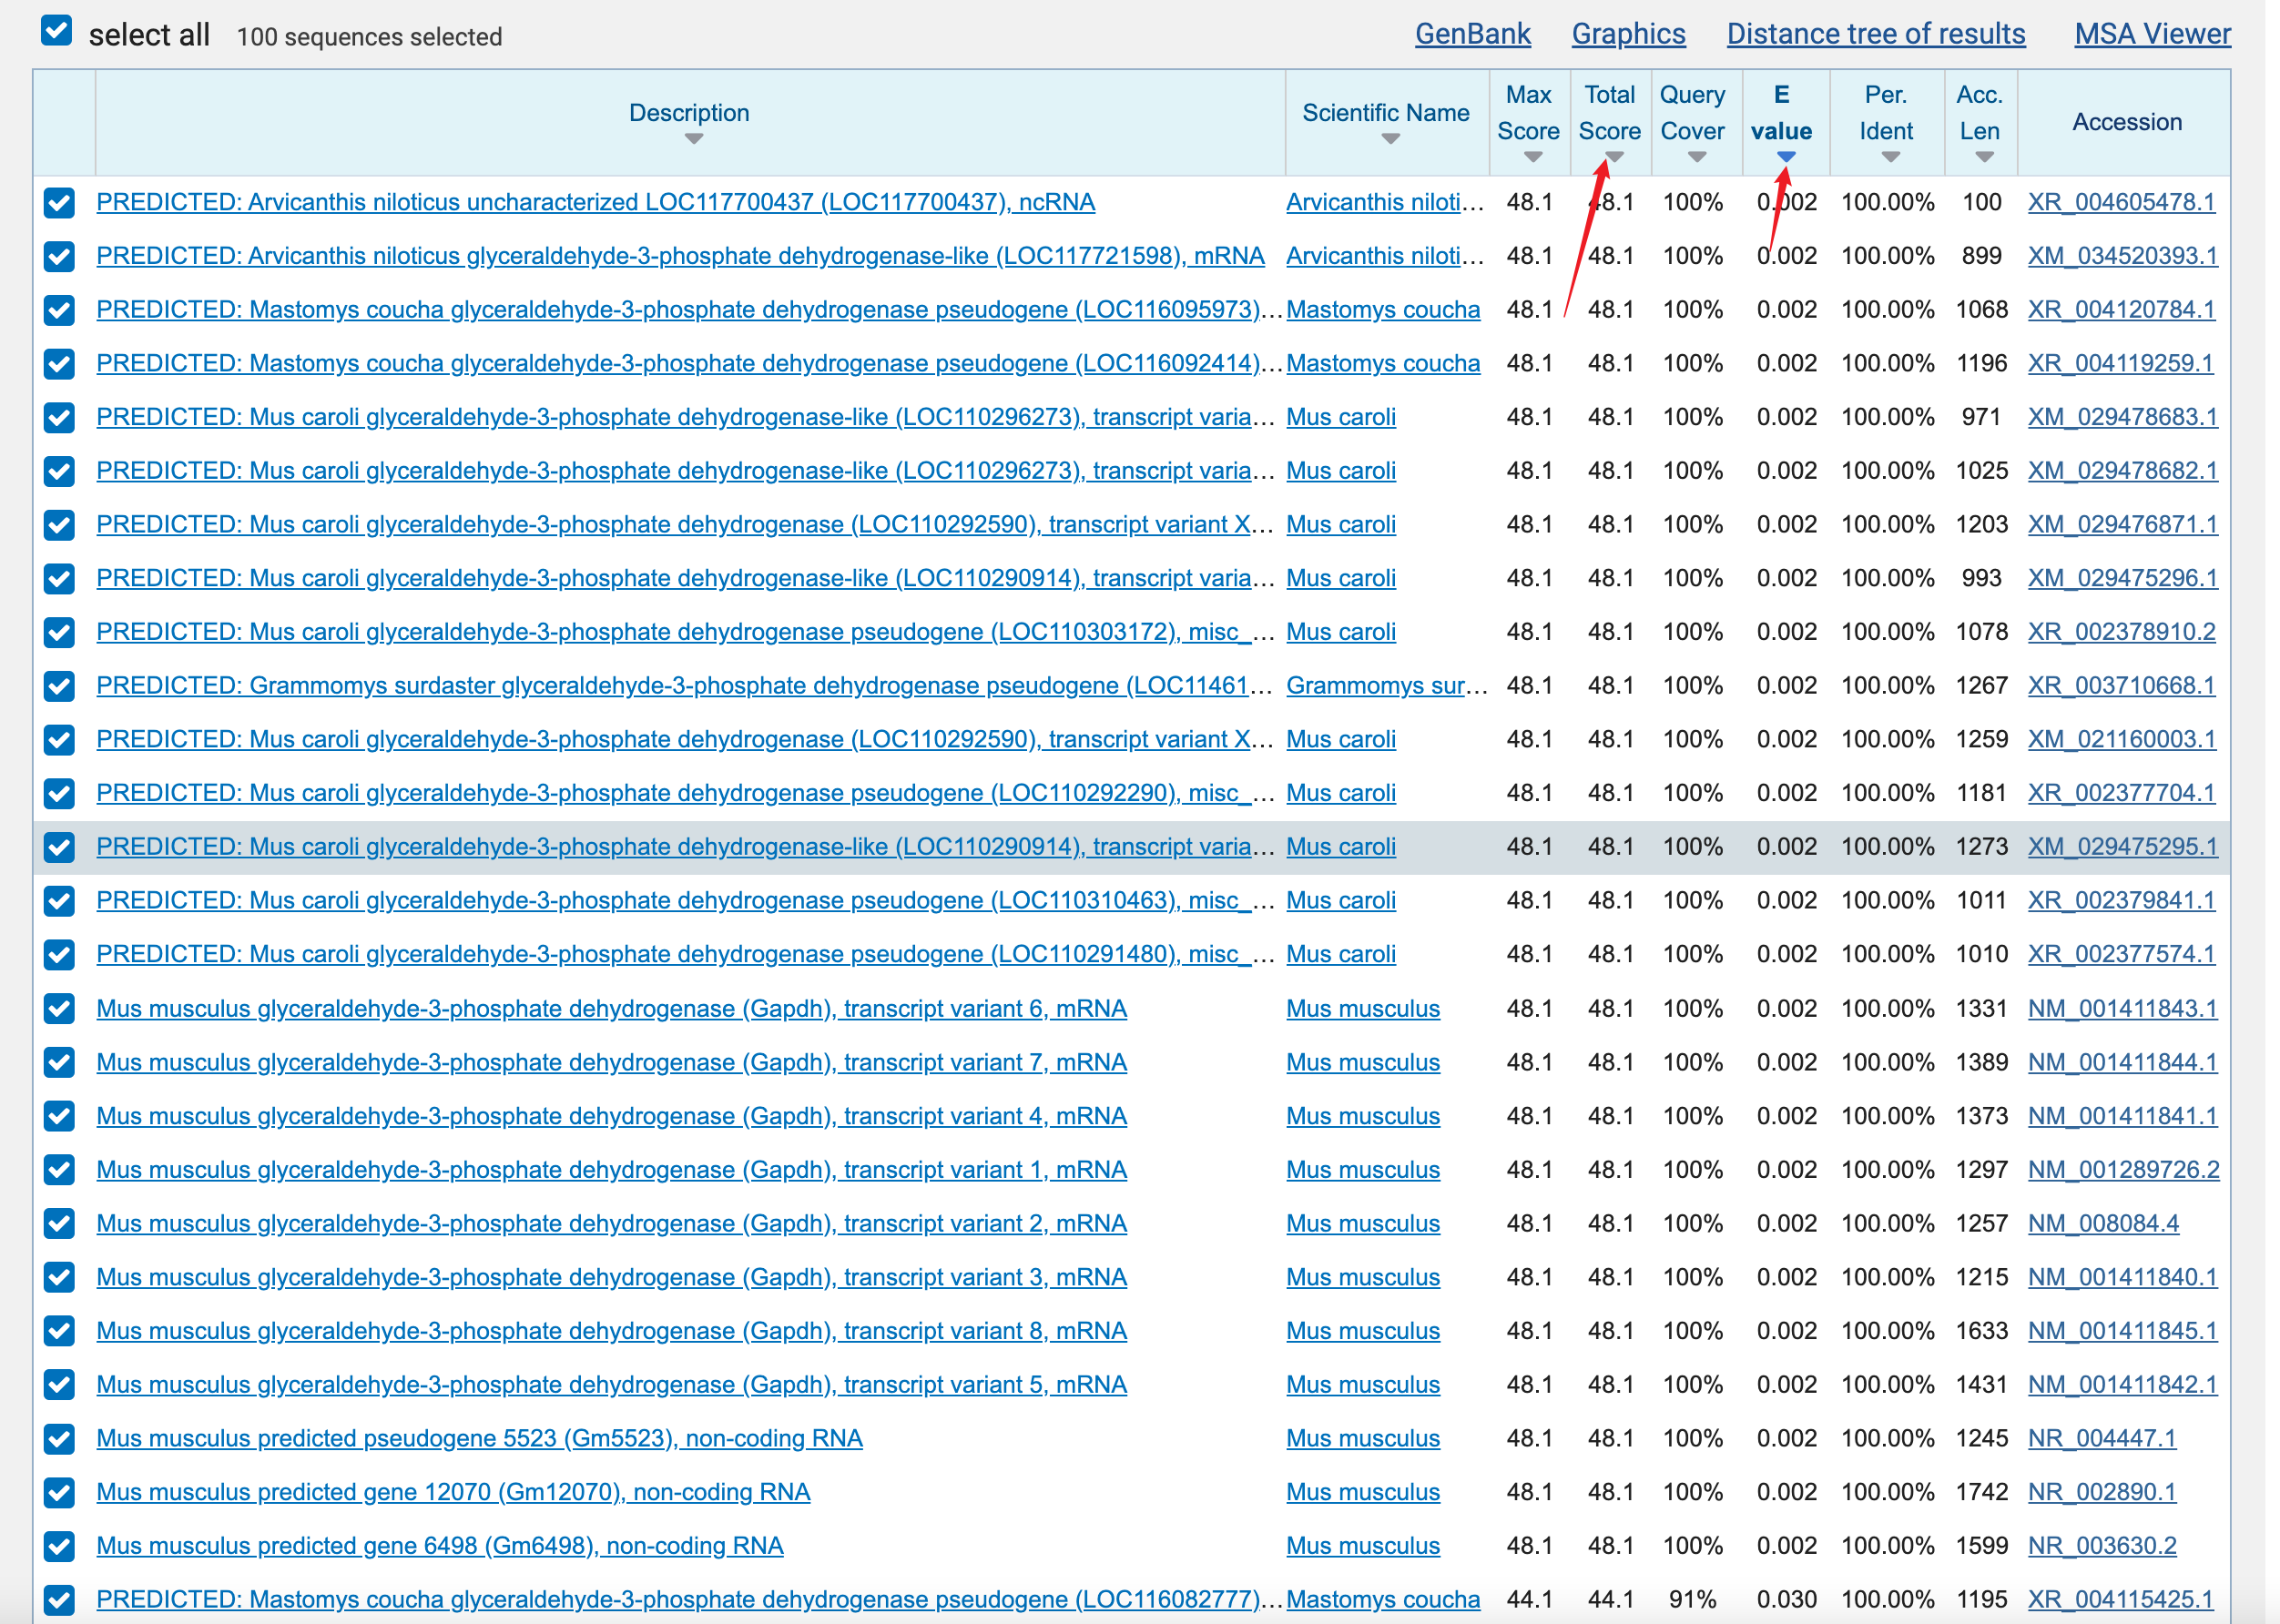 select all 100 sequences selected GenBank Graphics Distance tree of results MSA Viewer
Description Scientific Name Max Score Total Score Query Cover E value Per. Ident Acc. Len Accession
PREDICTED: Arvicanthis niloticus uncharacterized LOC117700437 (LOC117700437), ncRNA Arvicanthis niloti... 48.1 48.1 100% 0.002 100.00% 100 XR_004605478.1
PREDICTED: Arvicanthis niloticus glyceraldehyde-3-phosphate dehydrogenase-like (LOC117721598), mRNA Arvicanthis niloti... 48.1 48.1 100% 0.002 100.00% 899 XM_034520393.1
PREDICTED: Mastomys coucha glyceraldehyde-3-phosphate dehydrogenase pseudogene (LOC116095973)... Mastomys coucha 48.1 48.1 100% 0.002 100.00% 1068 XR_004120784.1
PREDICTED: Mastomys coucha glyceraldehyde-3-phosphate dehydrogenase pseudogene (LOC116092414)... Mastomys coucha 48.1 48.1 100% 0.002 100.00% 1196 XR_004119259.1
PREDICTED: Mus caroli glyceraldehyde-3-phosphate dehydrogenase-like (LOC110296273), transcript varia... Mus caroli 48.1 48.1 100% 0.002 100.00% 971 XM_029478683.1
PREDICTED: Mus caroli glyceraldehyde-3-phosphate dehydrogenase-like (LOC110296273), transcript varia... Mus caroli 48.1 48.1 100% 0.002 100.00% 1025 XM_029478682.1
PREDICTED: Mus caroli glyceraldehyde-3-phosphate dehydrogenase (LOC110292590), transcript variant X... Mus caroli 48.1 48.1 100% 0.002 100.00% 1203 XM_029476871.1
PREDICTED: Mus caroli glyceraldehyde-3-phosphate dehydrogenase-like (LOC110290914), transcript varia... Mus caroli 48.1 48.1 100% 0.002 100.00% 993 XM_029475296.1
PREDICTED: Mus caroli glyceraldehyde-3-phosphate dehydrogenase pseudogene (LOC110303172), misc_... Mus caroli 48.1 48.1 100% 0.002 100.00% 1078 XR_002378910.2
PREDICTED: Grammomys surdaster glyceraldehyde-3-phosphate dehydrogenase pseudogene (LOC11461... Grammomys sur... 48.1 48.1 100% 0.002 100.00% 1267 XR_003710668.1
PREDICTED: Mus caroli glyceraldehyde-3-phosphate dehydrogenase (LOC110292590), transcript variant X... Mus caroli 48.1 48.1 100% 0.002 100.00% 1259 XM_021160003.1
PREDICTED: Mus caroli glyceraldehyde-3-phosphate dehydrogenase pseudogene (LOC110292290), misc_... Mus caroli 48.1 48.1 100% 0.002 100.00% 1181 XR_002377704.1
PREDICTED: Mus caroli glyceraldehyde-3-phosphate dehydrogenase-like (LOC110290914), transcript varia... Mus caroli 48.1 48.1 100% 0.002 100.00% 1273 XM_029475295.1
PREDICTED: Mus caroli glyceraldehyde-3-phosphate dehydrogenase pseudogene (LOC110310463), misc_... Mus caroli 48.1 48.1 100% 0.002 100.00% 1011 XR_002379841.1
PREDICTED: Mus caroli glyceraldehyde-3-phosphate dehydrogenase pseudogene (LOC110291480), misc_... Mus caroli 48.1 48.1 100% 0.002 100.00% 1010 XR_002377574.1
Mus musculus glyceraldehyde-3-phosphate dehydrogenase (Gapdh), transcript variant 6, mRNA Mus musculus 48.1 48.1 100% 0.002 100.00% 1331 NM_001411843.1
Mus musculus glyceraldehyde-3-phosphate dehydrogenase (Gapdh), transcript variant 7, mRNA Mus musculus 48.1 48.1 100% 0.002 100.00% 1389 NM_001411844.1
Mus musculus glyceraldehyde-3-phosphate dehydrogenase (Gapdh), transcript variant 4, mRNA Mus musculus 48.1 48.1 100% 0.002 100.00% 1373 NM_001411841.1
Mus musculus glyceraldehyde-3-phosphate dehydrogenase (Gapdh), transcript variant 1, mRNA Mus musculus 48.1 48.1 100% 0.002 100.00% 1297 NM_001289726.2
Mus musculus glyceraldehyde-3-phosphate dehydrogenase (Gapdh), transcript variant 2, mRNA Mus musculus 48.1 48.1 100% 0.002 100.00% 1257 NM_008084.4
Mus musculus glyceraldehyde-3-phosphate dehydrogenase (Gapdh), transcript variant 3, mRNA Mus musculus 48.1 48.1 100% 0.002 100.00% 1215 NM_001411840.1
Mus musculus glyceraldehyde-3-phosphate dehydrogenase (Gapdh), transcript variant 8, mRNA Mus musculus 48.1 48.1 100% 0.002 100.00% 1633 NM_001411845.1
Mus musculus glyceraldehyde-3-phosphate dehydrogenase (Gapdh), transcript variant 5, mRNA Mus musculus 48.1 48.1 100% 0.002 100.00% 1431 NM_001411842.1
Mus musculus predicted pseudogene 5523 (Gm5523), non-coding RNA Mus musculus 48.1 48.1 100% 0.002 100.00% 1245 NR_004447.1
Mus musculus predicted gene 12070 (Gm12070), non-coding RNA Mus musculus 48.1 48.1 100% 0.002 100.00% 1742 NR_002890.1
Mus musculus predicted gene 6498 (Gm6498), non-coding RNA Mus musculus 48.1 48.1 100% 0.002 100.00% 1599 NR_003630.2
PREDICTED: Mastomys coucha glyceraldehyde-3-phosphate dehydrogenase pseudogene (LOC116082777)... Mastomys coucha 44.1 44.1 91% 0.030 100.00% 1195 XR_004115425.1